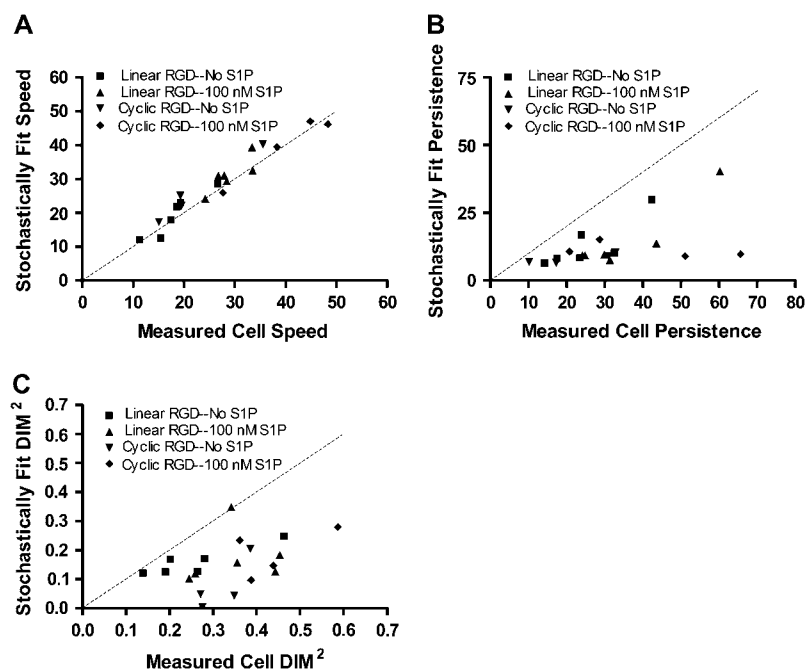 A
Stochastically Fit Speed
60
50
40
30
20
10
0
Linear RGD--No S1P
Linear RGD--100 nM S1P
Cyclic RGD--No S1P
Cyclic RGD--100 nM S1P
0 10 20 30 40 50 60
Measured Cell Speed
B
Stochastically Fit Persistence
75
50
25
0
Linear RGD--No S1P
Linear RGD--100 nM S1P
Cyclic RGD--No S1P
Cyclic RGD--100 nM S1P
0 10 20 30 40 50 60 70 80
Measured Cell Persistence
C
Stochastically Fit DIM²
0.7
0.6
0.5
0.4
0.3
0.2
0.1
0.0
Linear RGD--No S1P
Linear RGD--100 nM S1P
Cyclic RGD--No S1P
Cyclic RGD--100 nM S1P
0.0 0.1 0.2 0.3 0.4 0.5 0.6 0.7
Measured Cell DIM²